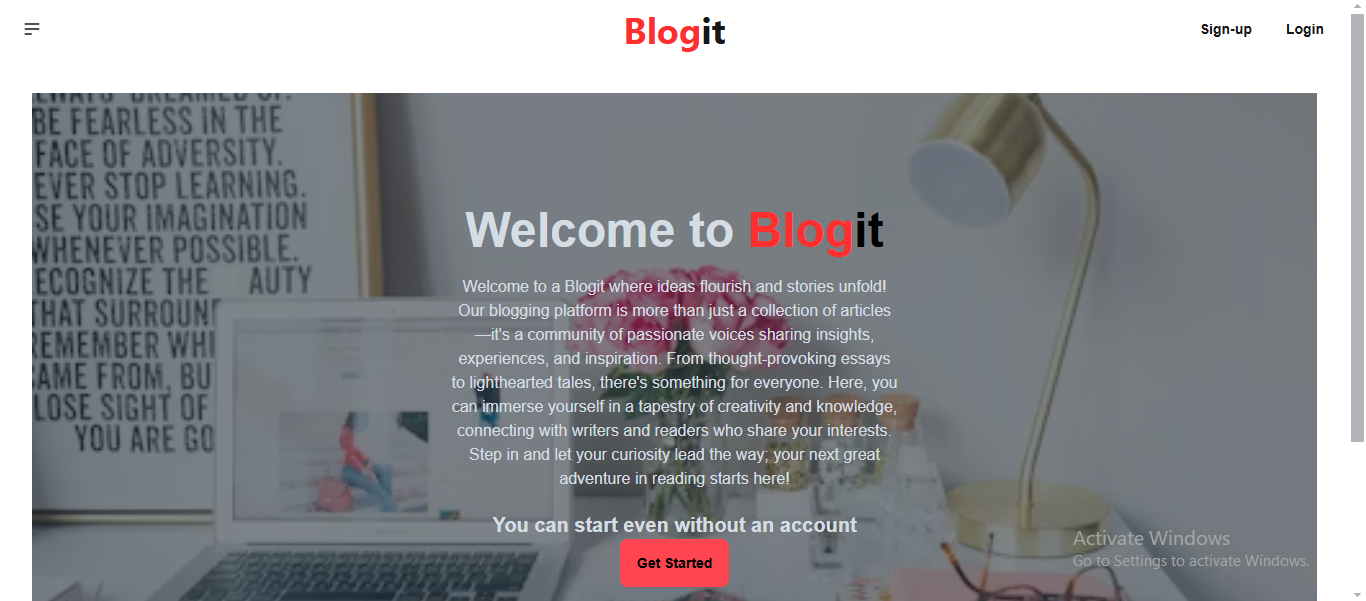 Blogit
Sign-up
Login
ALWAYS DREAMED OF.
BE FEARLESS IN THE
FACE OF ADVERSITY.
EVER STOP LEARNING.
SE YOUR IMAGINATION
WHENEVER POSSIBLE.
ECOGNIZE THE AUTY
THAT SURROUN
REMEMBER WH
AME FROM, BU
LOSE SIGHT OF
YOU ARE GO
Welcome to Blogit
Welcome to a Blogit where ideas flourish and stories unfold!
Our blogging platform is more than just a collection of articles
—it's a community of passionate voices sharing insights,
experiences, and inspiration. From thought-provoking essays
to lighthearted tales, there's something for everyone. Here, you
can immerse yourself in a tapestry of creativity and knowledge,
connecting with writers and readers who share your interests.
Step in and let your curiosity lead the way; your next great
adventure in reading starts here!
You can start even without an account
Get Started
Activate Windows
Go to Settings to activate Windows.